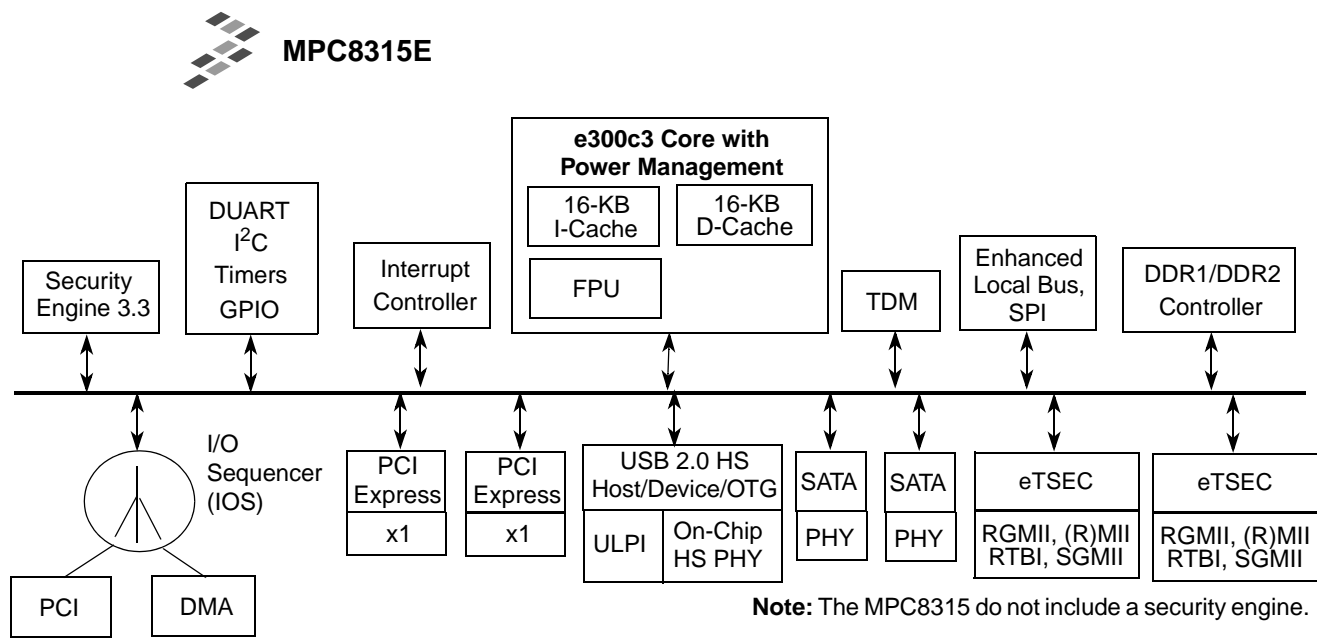 MPC8315E
e300c3 Core with
Power Management
16-KB
I-Cache
16-KB
D-Cache
FPU
DUART
I²C
Timers
GPIO
Security
Engine 3.3
Interrupt
Controller
TDM
Enhanced
Local Bus,
SPI
DDR1/DDR2
Controller
I/O
Sequencer
(IOS)
PCI
DMA
PCI
Express
x1
PCI
Express
x1
USB 2.0 HS
Host/Device/OTG
ULPI
On-Chip
HS PHY
SATA
PHY
SATA
PHY
eTSEC
RGMII, (R)MII
RTBI, SGMII
eTSEC
RGMII, (R)MII
RTBI, SGMII
Note: The MPC8315 do not include a security engine.